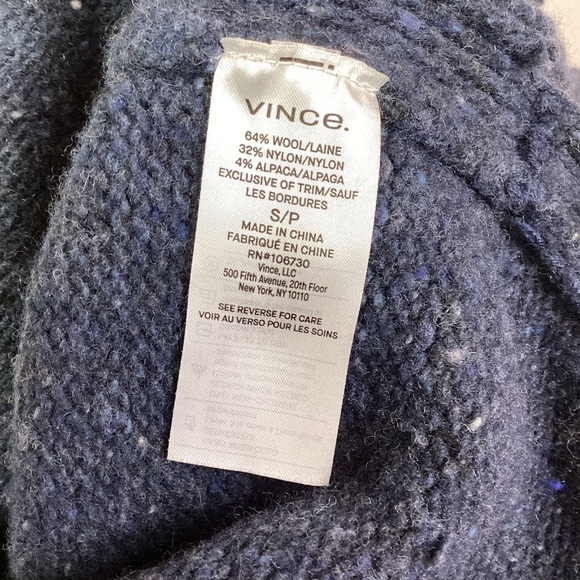 VINCE.
64% WOOL/LAINE
32% NYLON/NYLON
4% ALPACA/ALPAGA
EXCLUSIVE OF TRIM/SAUF
LES BORDURES
S/P
MADE IN CHINA
FABRIQUÉ EN CHINE
RN#106730
Vince, LLC
500 Fifth Avenue, 20th Floor
New York, NY 10110
SEE REVERSE FOR CARE
VOIR AU VERSO POUR LES SOINS